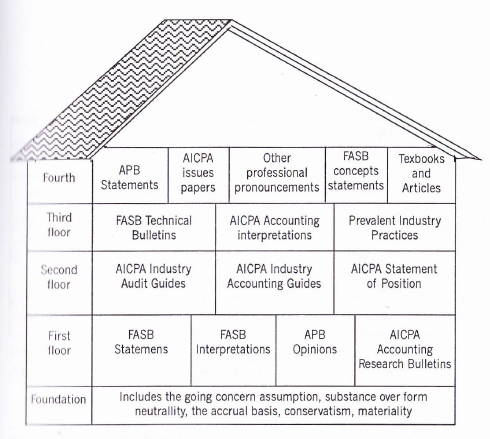 Fourth
APB
Statements
AICPA
issues
papers
Other
professional
pronouncements
FASB
concepts
statements
Texbooks
and
Articles
Third
floor
FASB Technical
Bulletins
AICPA Accounting
interpretations
Prevalent Industry
Practices
Second
floor
AICPA Industry
Audit Guides
AICPA Industry
Accounting Guides
AICPA Statement
of Position
First
floor
FASB
Statemens
FASB
Interpretations
APB
Opinions
AICPA
Accounting
Research Bulletins
Foundation
Includes the going concern assumption, substance over form
neutrallity, the accrual basis, conservatism, materiality